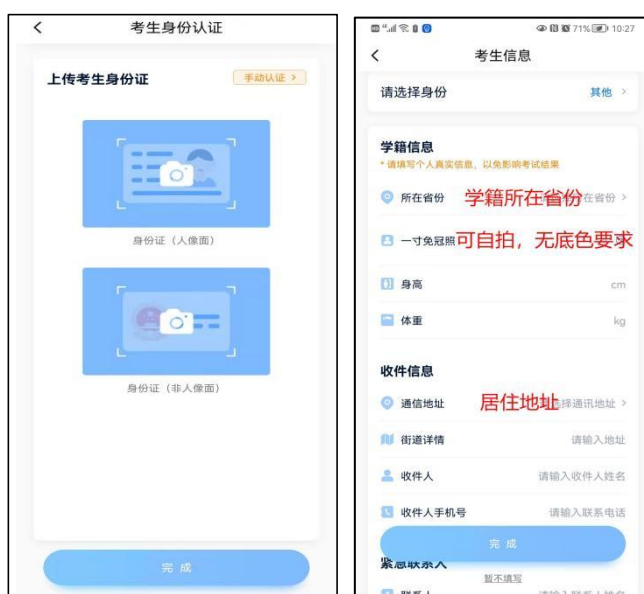 考生身份认证
上传考生身份证
手动认证 >
身份证（人像面）
身份证（非人像面）
完成
71% 10:27
考生信息
请选择身份 其他 >
学籍信息
* 请填写个人真实信息，以免影响考试结果
所在省份 学籍所在省份 在省份 >
一寸免冠照 可自拍，无底色要求
身高 cm
体重 kg
收件信息
通信地址 居住地址 选择通讯地址 >
街道详情 请输入地址
收件人 请输入收件人姓名
收件人手机号 请输入联系电话
完成
紧急联系人
暂不填写